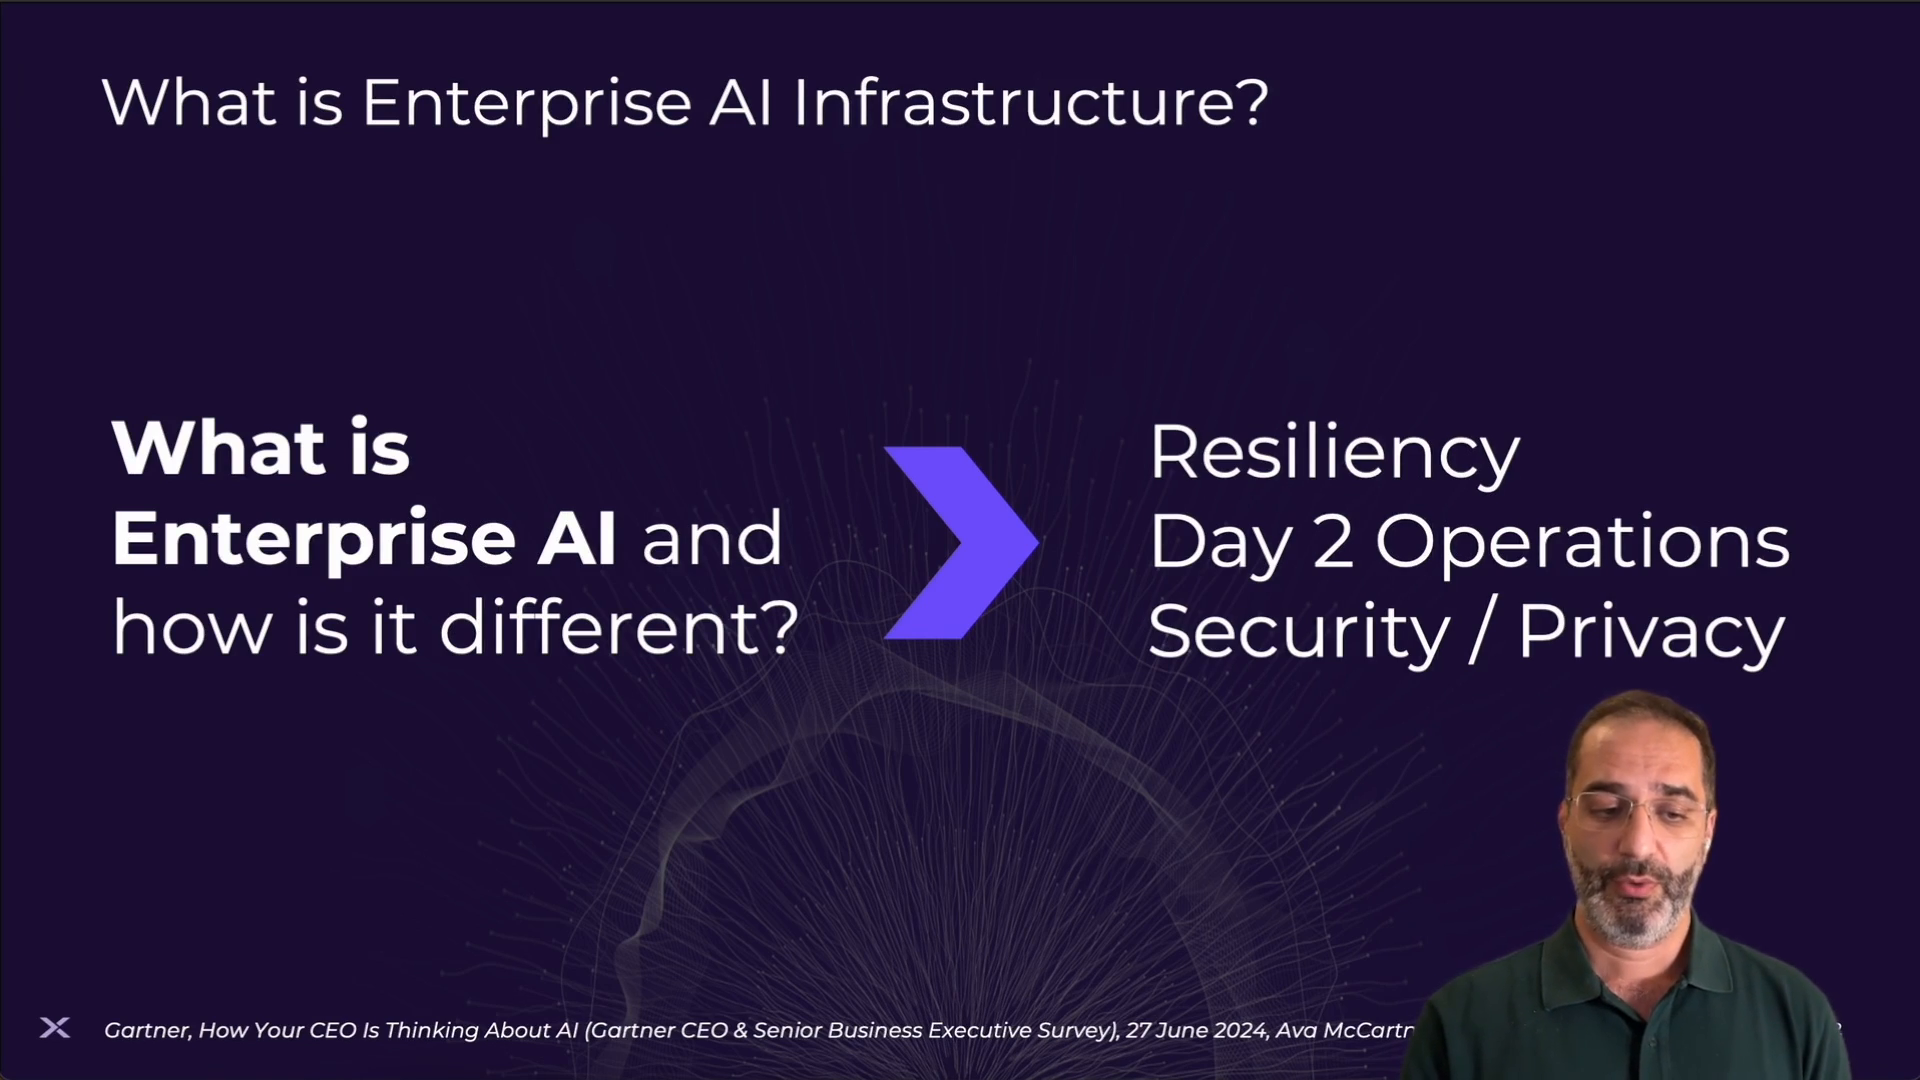 What is Enterprise AI Infrastructure?
What is
Enterprise AI and
how is it different?
Resiliency
Day 2 Operations
Security / Privacy
Gartner, How Your CEO Is Thinking About AI (Gartner CEO & Senior Business Executive Survey), 27 June 2024, Ava